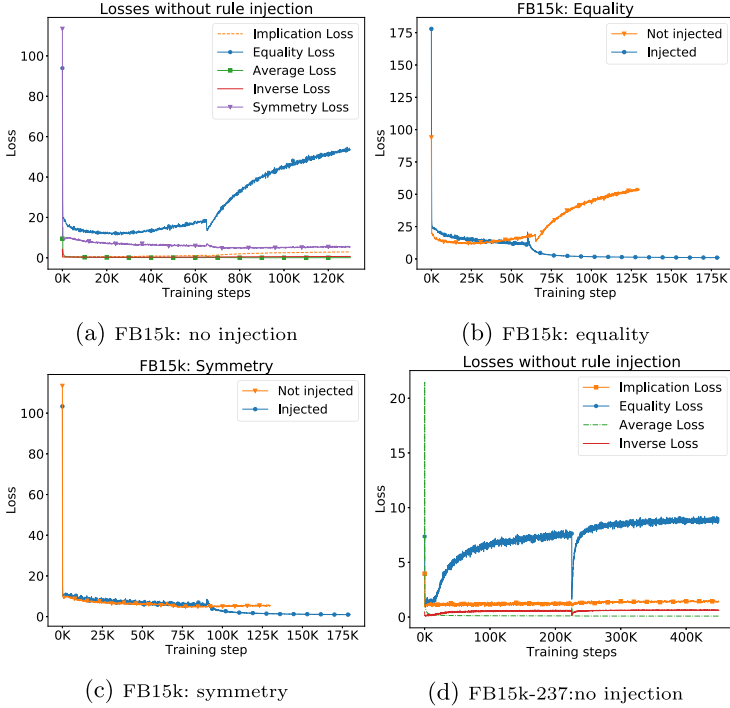 Losses without rule injection
100
80
60
40
20
0
Loss
Implication Loss
Equality Loss
Average Loss
Inverse Loss
Symmetry Loss
0K 20K 40K 60K 80K 100K 120K
Training step
(a) FB15k: no injection
FB15k: Equality
175
150
125
100
75
50
25
0
Loss
Not injected
Injected
0K 25K 50K 75K 100K 125K 150K 175K
Training steps
(b) FB15k: equality
FB15k: Symmetry
100
80
60
40
20
0
Loss
Not injected
Injected
0K 25K 50K 75K 100K 125K 150K 175K
Training step
(c) FB15k: symmetry
Losses without rule injection
20
15
10
5
0
Loss
Implication Loss
Equality Loss
Average Loss
Inverse Loss
0K 100K 200K 300K 400K
Training steps
(d) FB15k-237:no injection